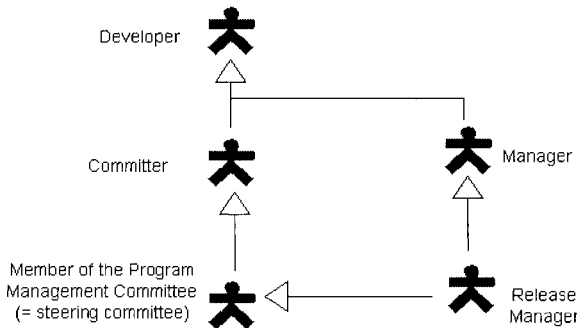 Developer
Committer
Manager
Member of the Program
Management Committee
(= steering committee)
Release
Manager